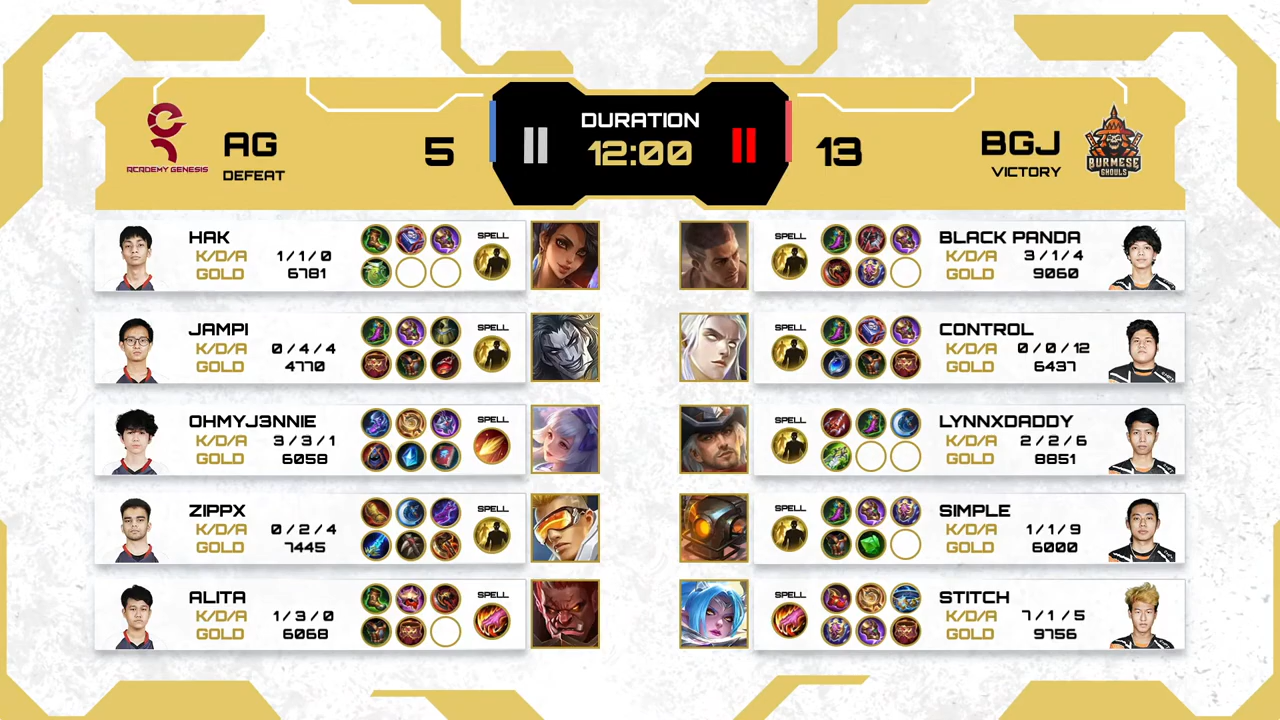 DURATION
12:00
ACADEMY GENESIS
AG
DEFEAT
5
13
BGJ
VICTORY
BURMESE
GHOULS
HAK
K/D/A 1/1/0
GOLD 6781
SPELL
JAMPI
K/D/A 0/4/4
GOLD 4770
SPELL
OHMYJ3NNIE
K/D/A 3/3/1
GOLD 6058
SPELL
ZIPPX
K/D/A 0/2/4
GOLD 7445
SPELL
ALITA
K/D/A 1/3/0
GOLD 6068
SPELL
SPELL
BLACK PANDA
K/D/A 3/1/4
GOLD 9060
SPELL
CONTROL
K/D/A 0/0/12
GOLD 6437
SPELL
LYNNXDADDY
K/D/A 2/2/6
GOLD 8851
SPELL
SIMPLE
K/D/A 1/1/9
GOLD 6000
SPELL
STITCH
K/D/A 7/1/5
GOLD 9756